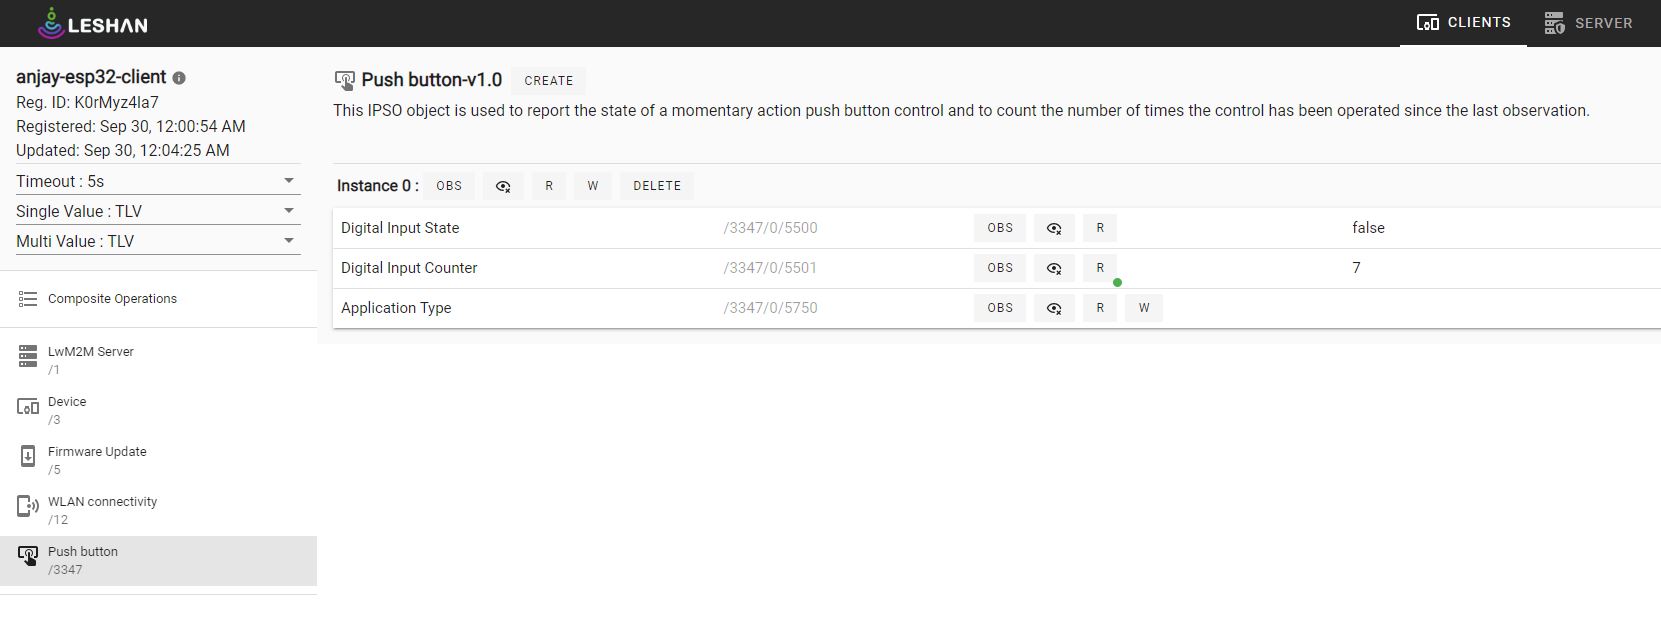 LESHAN
CLIENTS
SERVER
anjay-esp32-client
Reg. ID: K0rMyz4la7
Registered: Sep 30, 12:00:54 AM
Updated: Sep 30, 12:04:25 AM
Timeout : 5s
Single Value : TLV
Multi Value : TLV
Composite Operations
LwM2M Server
/1
Device
/3
Firmware Update
/5
WLAN connectivity
/12
Push button
/3347
Push button-v1.0 CREATE
This IPSO object is used to report the state of a momentary action push button control and to count the number of times the control has been operated since the last observation.
Instance 0 : OBS R W DELETE
Digital Input State /3347/0/5500 OBS R false
Digital Input Counter /3347/0/5501 OBS R 7
Application Type /3347/0/5750 OBS R W